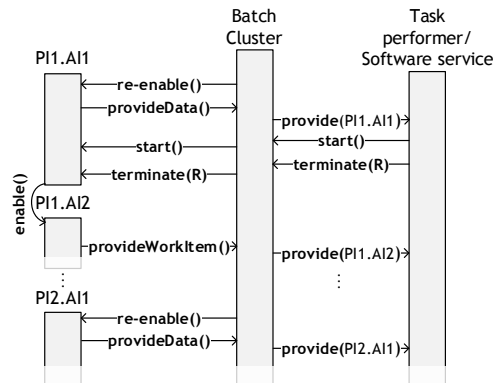 Batch
Cluster
Task
performer/
Software service
PI1.AI1
re-enable()
provideData()
provide(PI1.AI1)
start()
start()
terminate(R)
terminate(R)
enable()
PI1.AI2
provideWorkItem()
provide(PI1.AI2)
PI2.AI1
re-enable()
provideData()
provide(PI2.AI1)